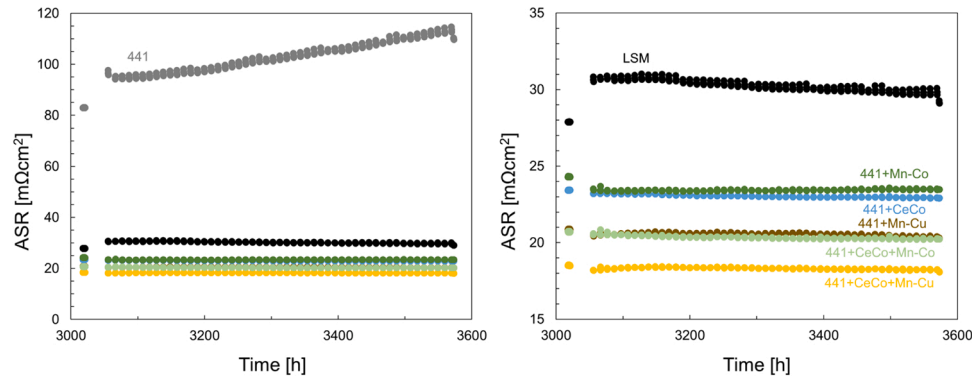 120
100
80
60
40
20
0
ASR [mΩcm²]
441
3000
3200
3400
3600
Time [h]
35
30
25
20
15
ASR [mΩcm²]
LSM
441+Mn-Co
441+CeCo
441+Mn-Cu
441+CeCo+Mn-Co
441+CeCo+Mn-Cu
3000
3200
3400
3600
Time [h]